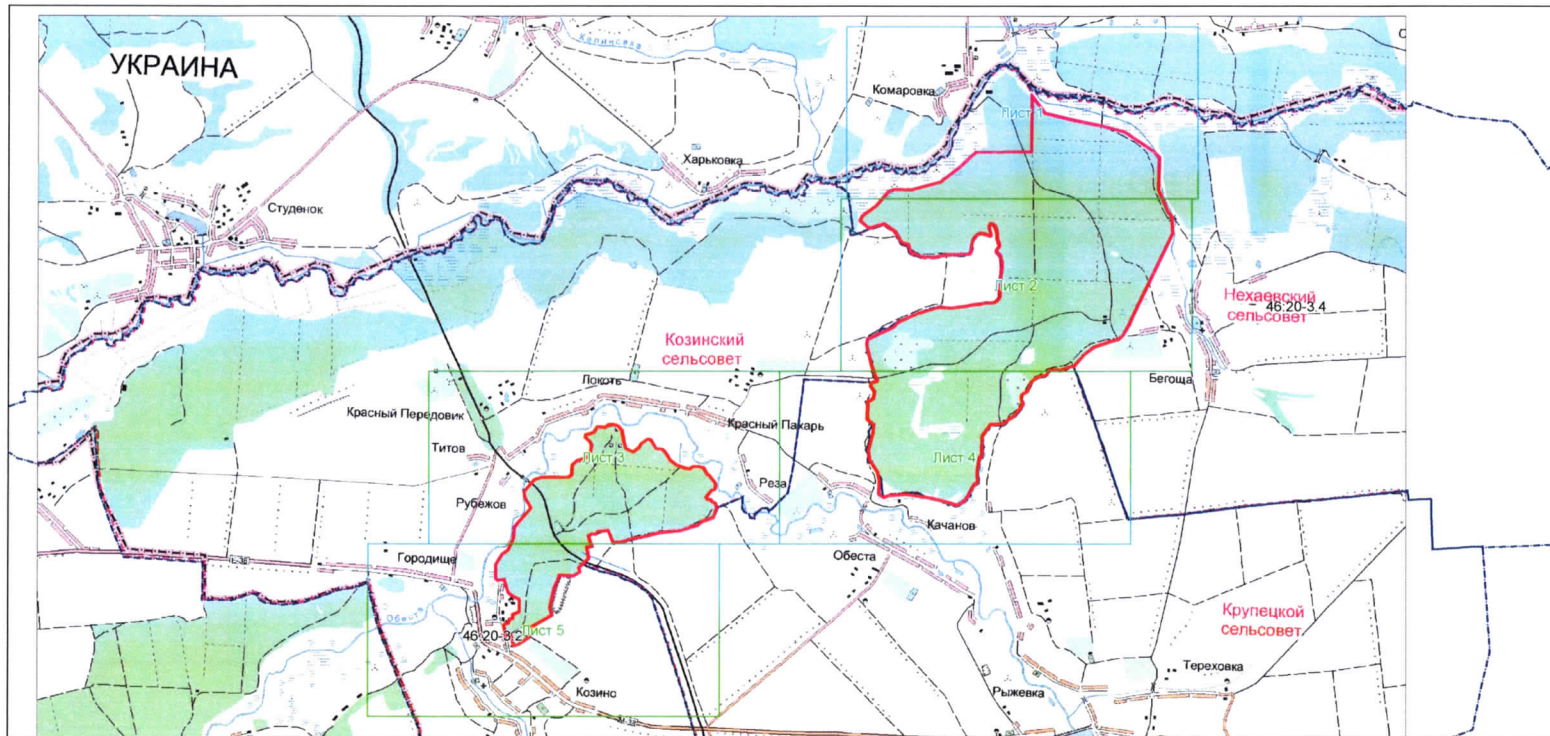 УКРАИНА
Калиновка
Комаровка
Лист 1
Харьковка
Студенок
Лист 2
Нехаевский
46:20-3.4
сельсовет
Козинский
сельсовет
Локоть
Бегоща
Красный Передовик
Красный Пахарь
Титов
Лист 3
Лист 4
Реза
Рубежов
Качанов
Городище
Обеста
Обеста
Крупецкой
сельсовет
Лист 5
46:20-3.2
Тереховка
Козино
Рыжевка